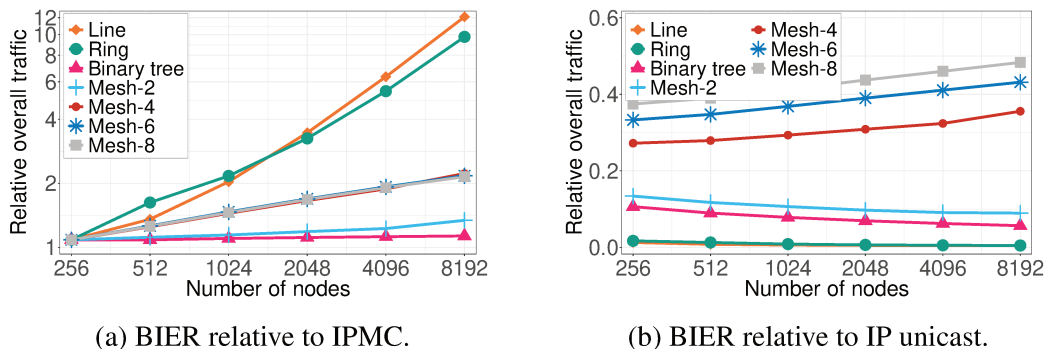 Relative overall traffic
12
10
8
6
4
2
1
Line
Ring
Binary tree
Mesh-2
Mesh-4
Mesh-6
Mesh-8
256 512 1024 2048 4096 8192
Number of nodes
(a) BIER relative to IPMC.
Relative overall traffic
0.6
0.4
0.2
0.0
Line
Ring
Binary tree
Mesh-2
Mesh-4
Mesh-6
Mesh-8
256 512 1024 2048 4096 8192
Number of nodes
(b) BIER relative to IP unicast.